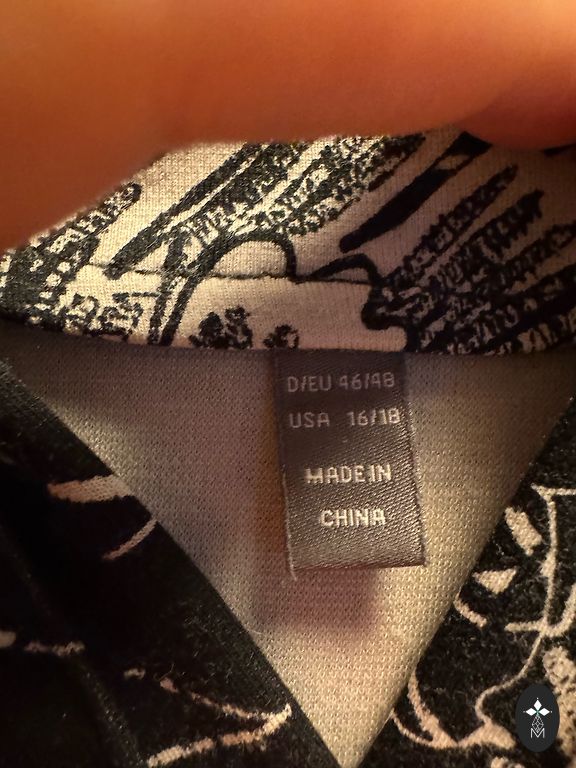 D/EU 46/48
USA 16/18
MADE IN
CHINA
M